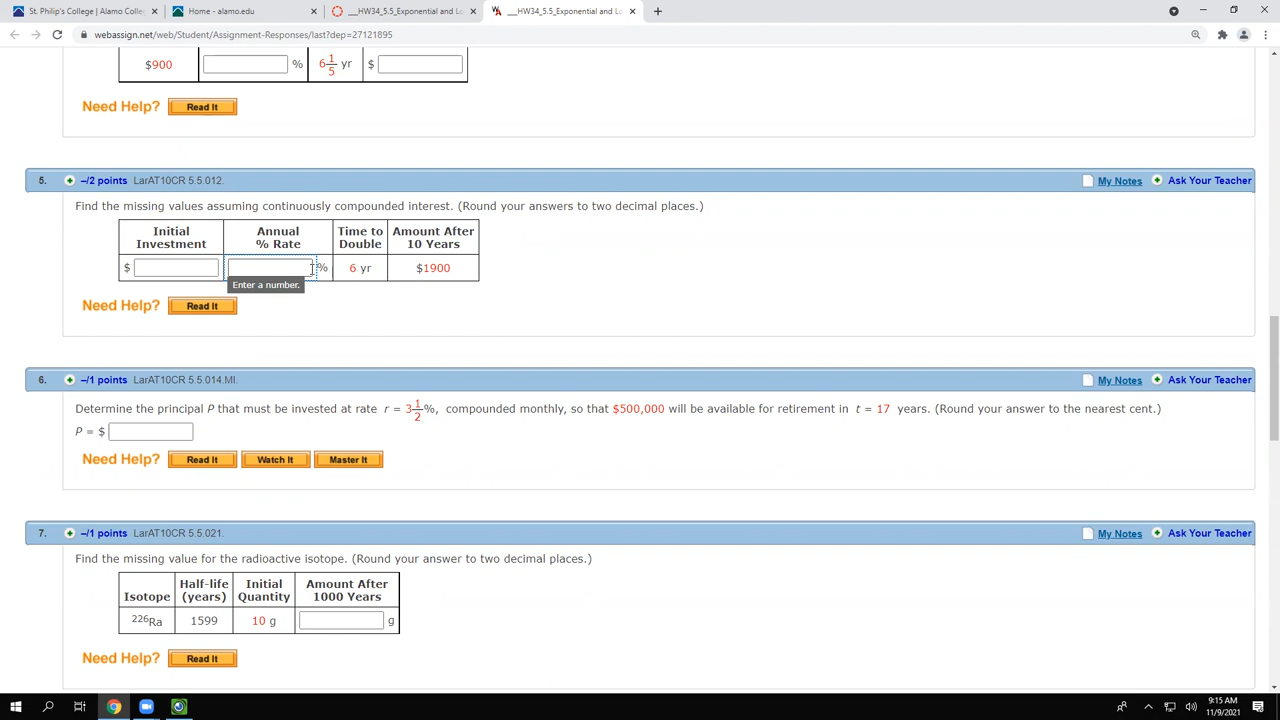 St. Philip's College | Alamo Colleg
Home - alamo.edu
__HW34_5.5_Exponential and Lo
__HW34_5.5_Exponential and Lo
webassign.net/web/Student/Assignment-Responses/last?dep=27121895
$900 % 6 1/5 yr $
Need Help? Read It
5. –/2 points LarAT10CR 5.5.012. My Notes Ask Your Teacher
Find the missing values assuming continuously compounded interest. (Round your answers to two decimal places.)
Initial Annual Time to Amount After
Investment % Rate Double 10 Years
$ % 6 yr $1900
Enter a number.
Need Help? Read It
6. –/1 points LarAT10CR 5.5.014.MI. My Notes Ask Your Teacher
Determine the principal P that must be invested at rate r = 3 1/2 %, compounded monthly, so that $500,000 will be available for retirement in t = 17 years. (Round your answer to the nearest cent.)
P = $
Need Help? Read It Watch It Master It
7. –/1 points LarAT10CR 5.5.021. My Notes Ask Your Teacher
Find the missing value for the radioactive isotope. (Round your answer to two decimal places.)
Half-life Initial Amount After
Isotope (years) Quantity 1000 Years
226Ra 1599 10 g g
Need Help? Read It
9:15 AM
11/9/2021